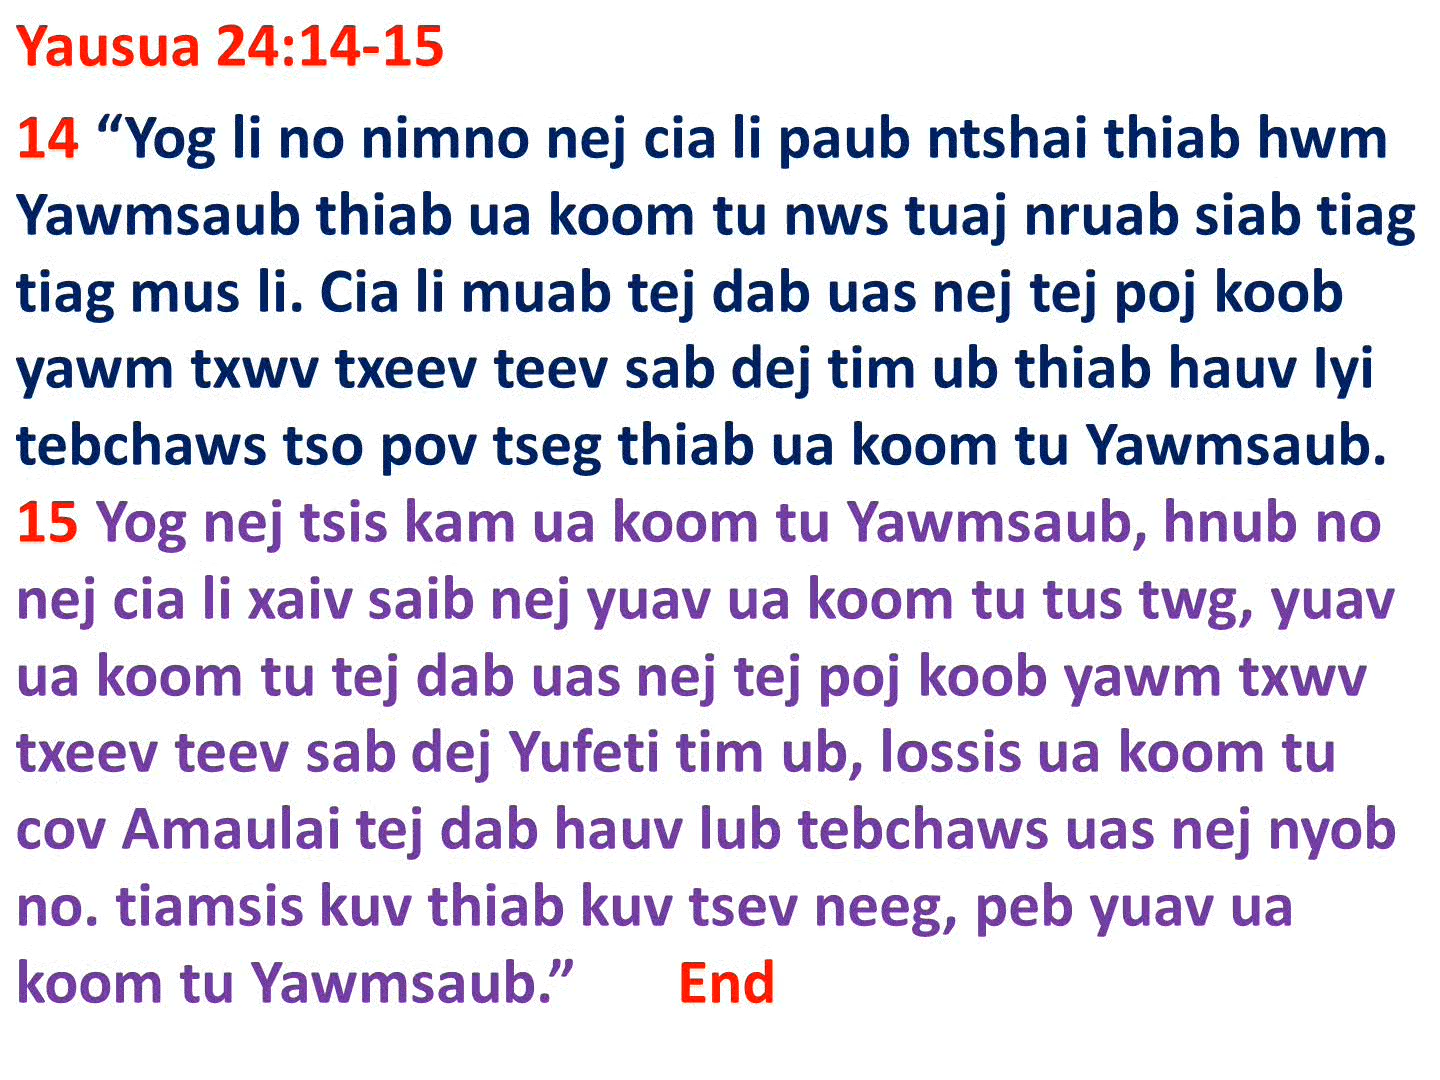 Yausua 24:14-15
14 “Yog li no nimno nej cia li paub ntshai thiab hwm
Yawmsaub thiab ua koom tu nws tuaj nruab siab tiag
tiag mus li. Cia li muab tej dab uas nej tej poj koob
yawm txwv txeev teev sab dej tim ub thiab hauv Iyi
tebchaws tso pov tseg thiab ua koom tu Yawmsaub.
15 Yog nej tsis kam ua koom tu Yawmsaub, hnub no
nej cia li xaiv saib nej yuav ua koom tu tus twg, yuav
ua koom tu tej dab uas nej tej poj koob yawm txwv
txeev teev sab dej Yufeti tim ub, lossis ua koom tu
cov Amaulai tej dab hauv lub tebchaws uas nej nyob
no. tiamsis kuv thiab kuv tsev neeg, peb yuav ua
koom tu Yawmsaub.” End